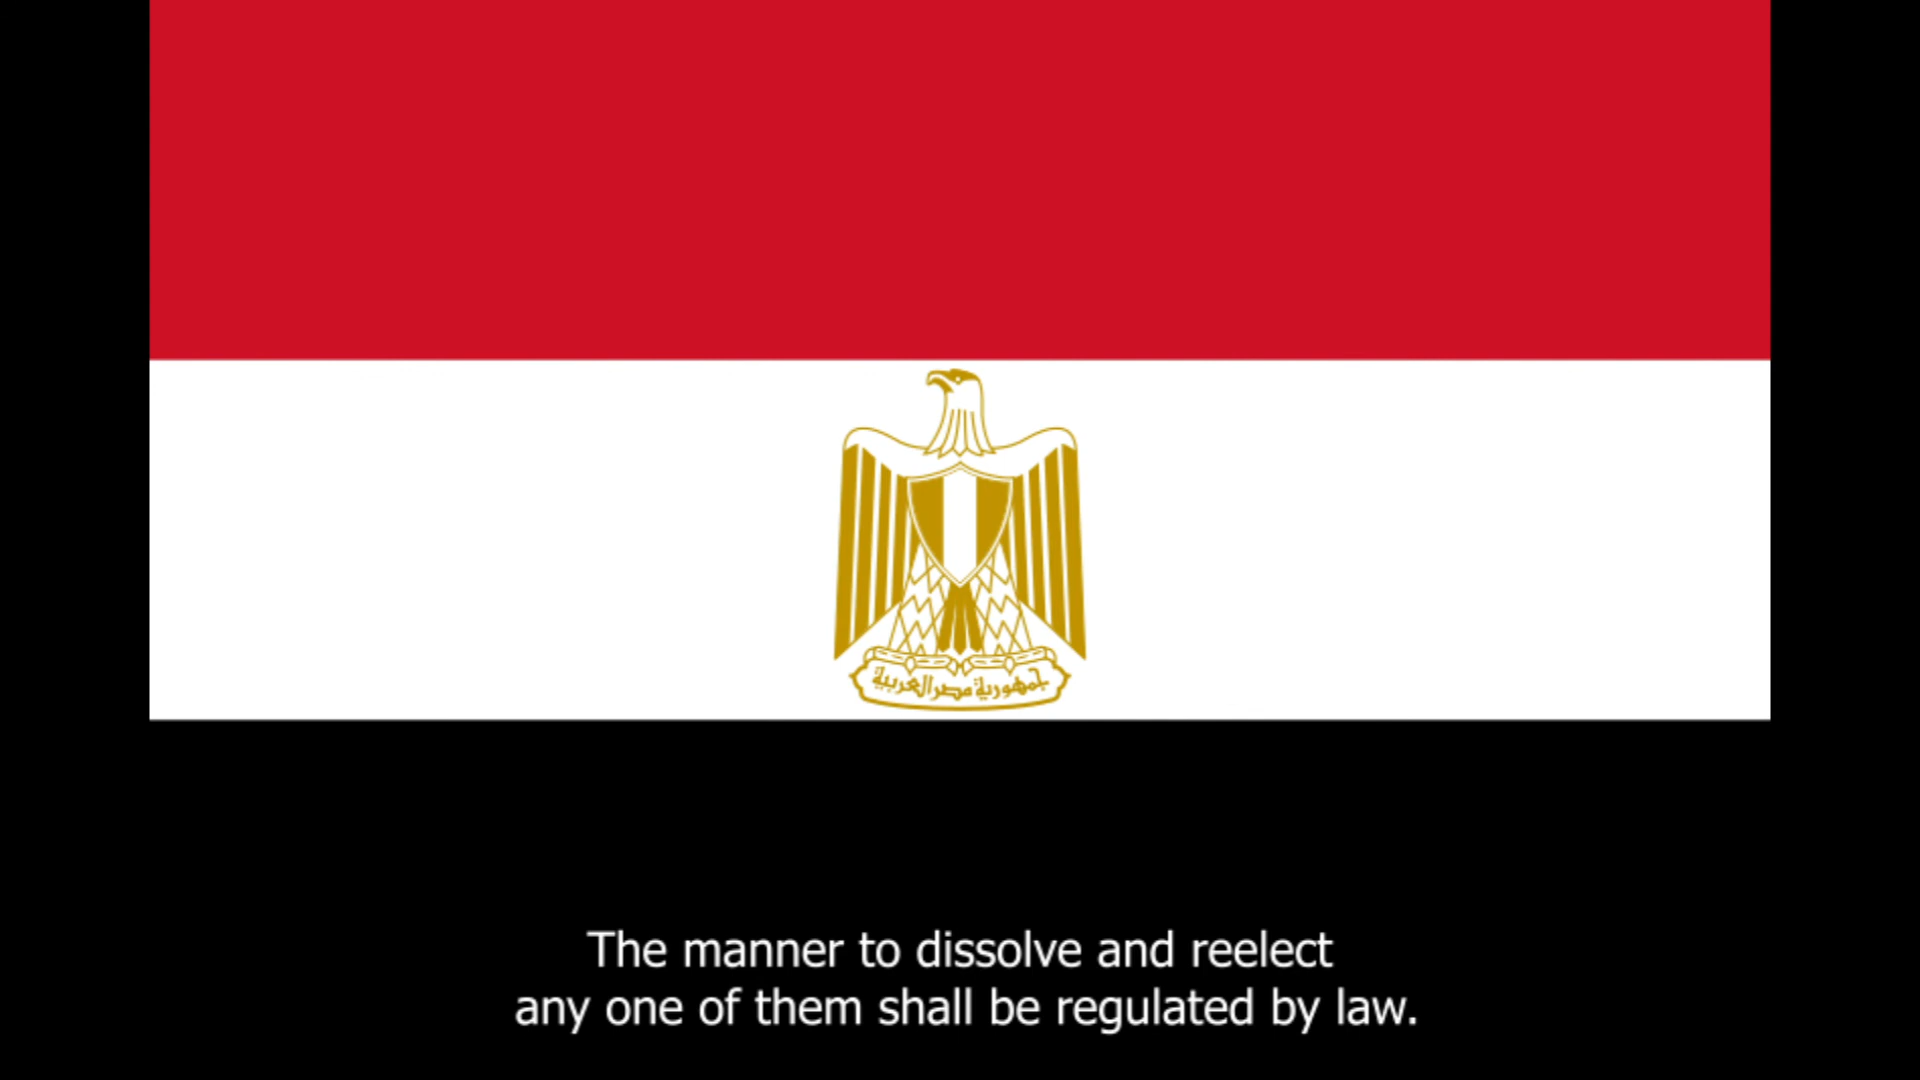 جمهورية مصر العربية
The manner to dissolve and reelect
any one of them shall be regulated by law.